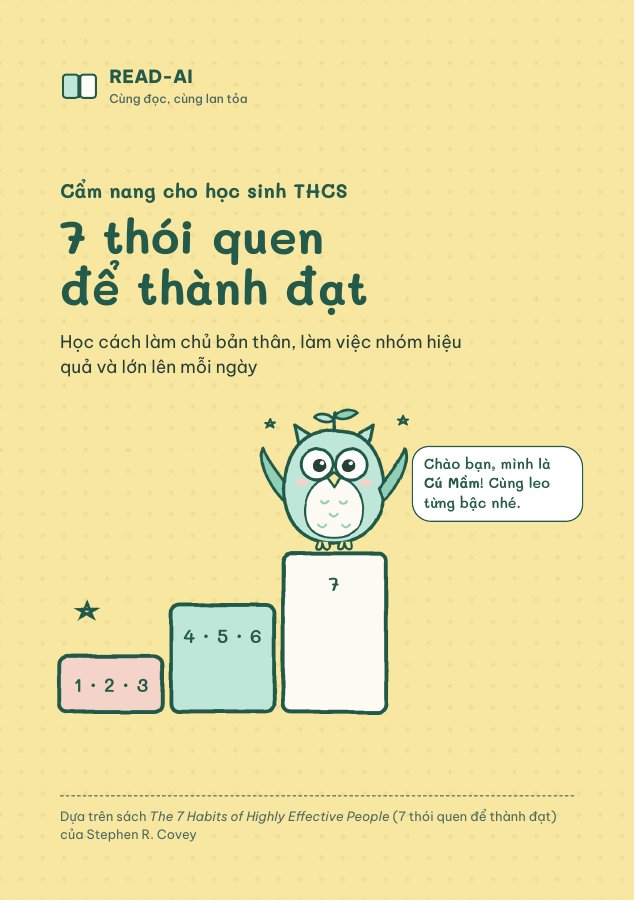 READ-AI
Cùng đọc, cùng lan tỏa
Cẩm nang cho học sinh THCS
7 thói quen
để thành đạt
Học cách làm chủ bản thân, làm việc nhóm hiệu
quả và lớn lên mỗi ngày
Chào bạn, mình là
Cú Mầm! Cùng leo
từng bậc nhé.
7
4 · 5 · 6
1 · 2 · 3
Dựa trên sách The 7 Habits of Highly Effective People (7 thói quen để thành đạt)
của Stephen R. Covey